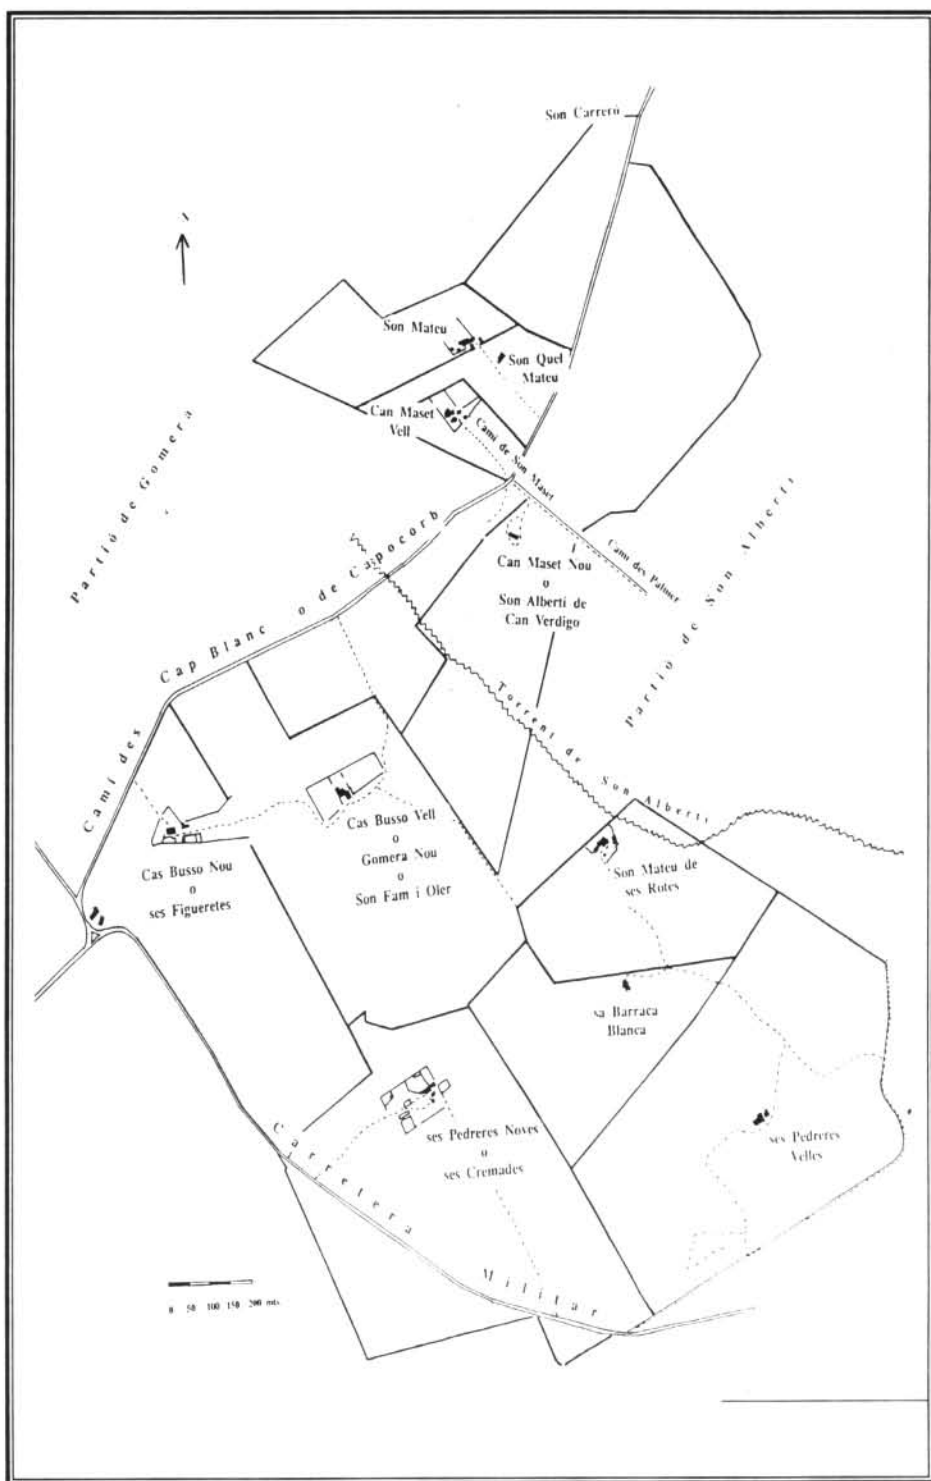 Son Carreró
Son Mateu
Son Quel
Mateu
Can Maset
Vell
Camí de Son Maset
Partió de Gomera
Camí des Cap Blanc o de Capocorb
Camí des Palmer
Can Maset Nou
o
Son Albertí de
Can Verdigo
Partió de Son Albertí
Torrent de Son Albertí
Cas Busso Vell
o
Gomera Nou
o
Son Fam i Oler
Cas Busso Nou
o
ses Figueretes
Son Mateu de
ses Rotes
sa Barraca
Blanca
ses Pedreres Noves
o
ses Cremades
ses Pedreres
Velles
Carretera Militar
0 50 100 150 200 mts.